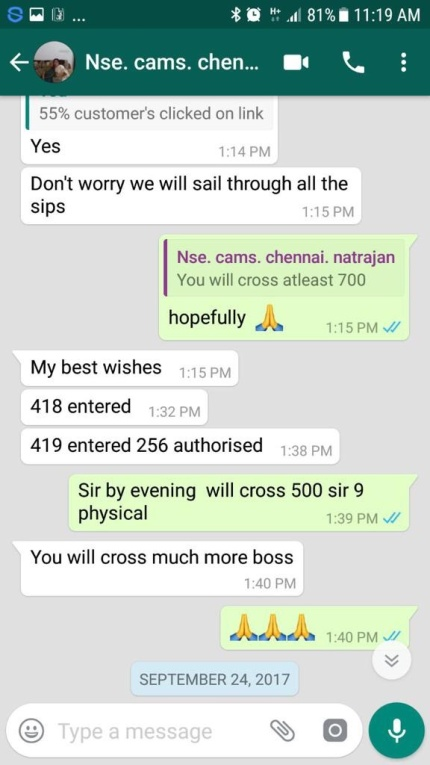 ... 81% 11:19 AM
Nse. cams. chen...
55% customer's clicked on link
Yes 1:14 PM
Don't worry we will sail through all the
sips 1:15 PM
Nse. cams. chennai. natrajan
You will cross atleast 700
hopefully 🙏 1:15 PM
My best wishes 1:15 PM
418 entered 1:32 PM
419 entered 256 authorised 1:38 PM
Sir by evening  will cross 500 sir 9
physical 1:39 PM
You will cross much more boss
1:40 PM
🙏🙏🙏 1:40 PM
SEPTEMBER 24, 2017
Type a message